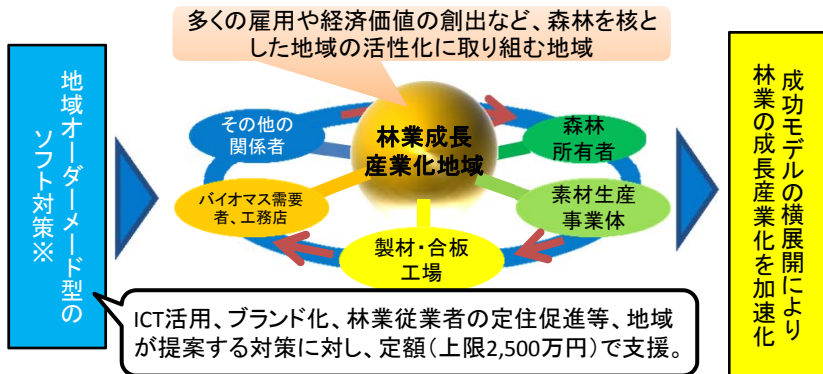 多くの雇用や経済価値の創出など、森林を核と
した地域の活性化に取り組む地域
地域オーダーメード型の
ソフト対策※
林業成長
産業化地域
その他の
関係者
森林
所有者
バイオマス需要
者、工務店
素材生産
事業体
製材・合板
工場
ICT活用、ブランド化、林業従業者の定住促進等、地域
が提案する対策に対し、定額（上限2,500万円）で支援。
成功モデルの横展開により
林業の成長産業化を加速化